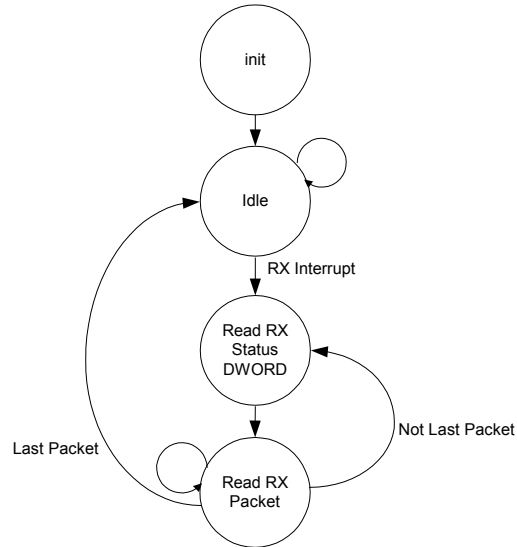 init
Idle
RX Interrupt
Read RX
Status
DWORD
Not Last Packet
Last Packet
Read RX
Packet